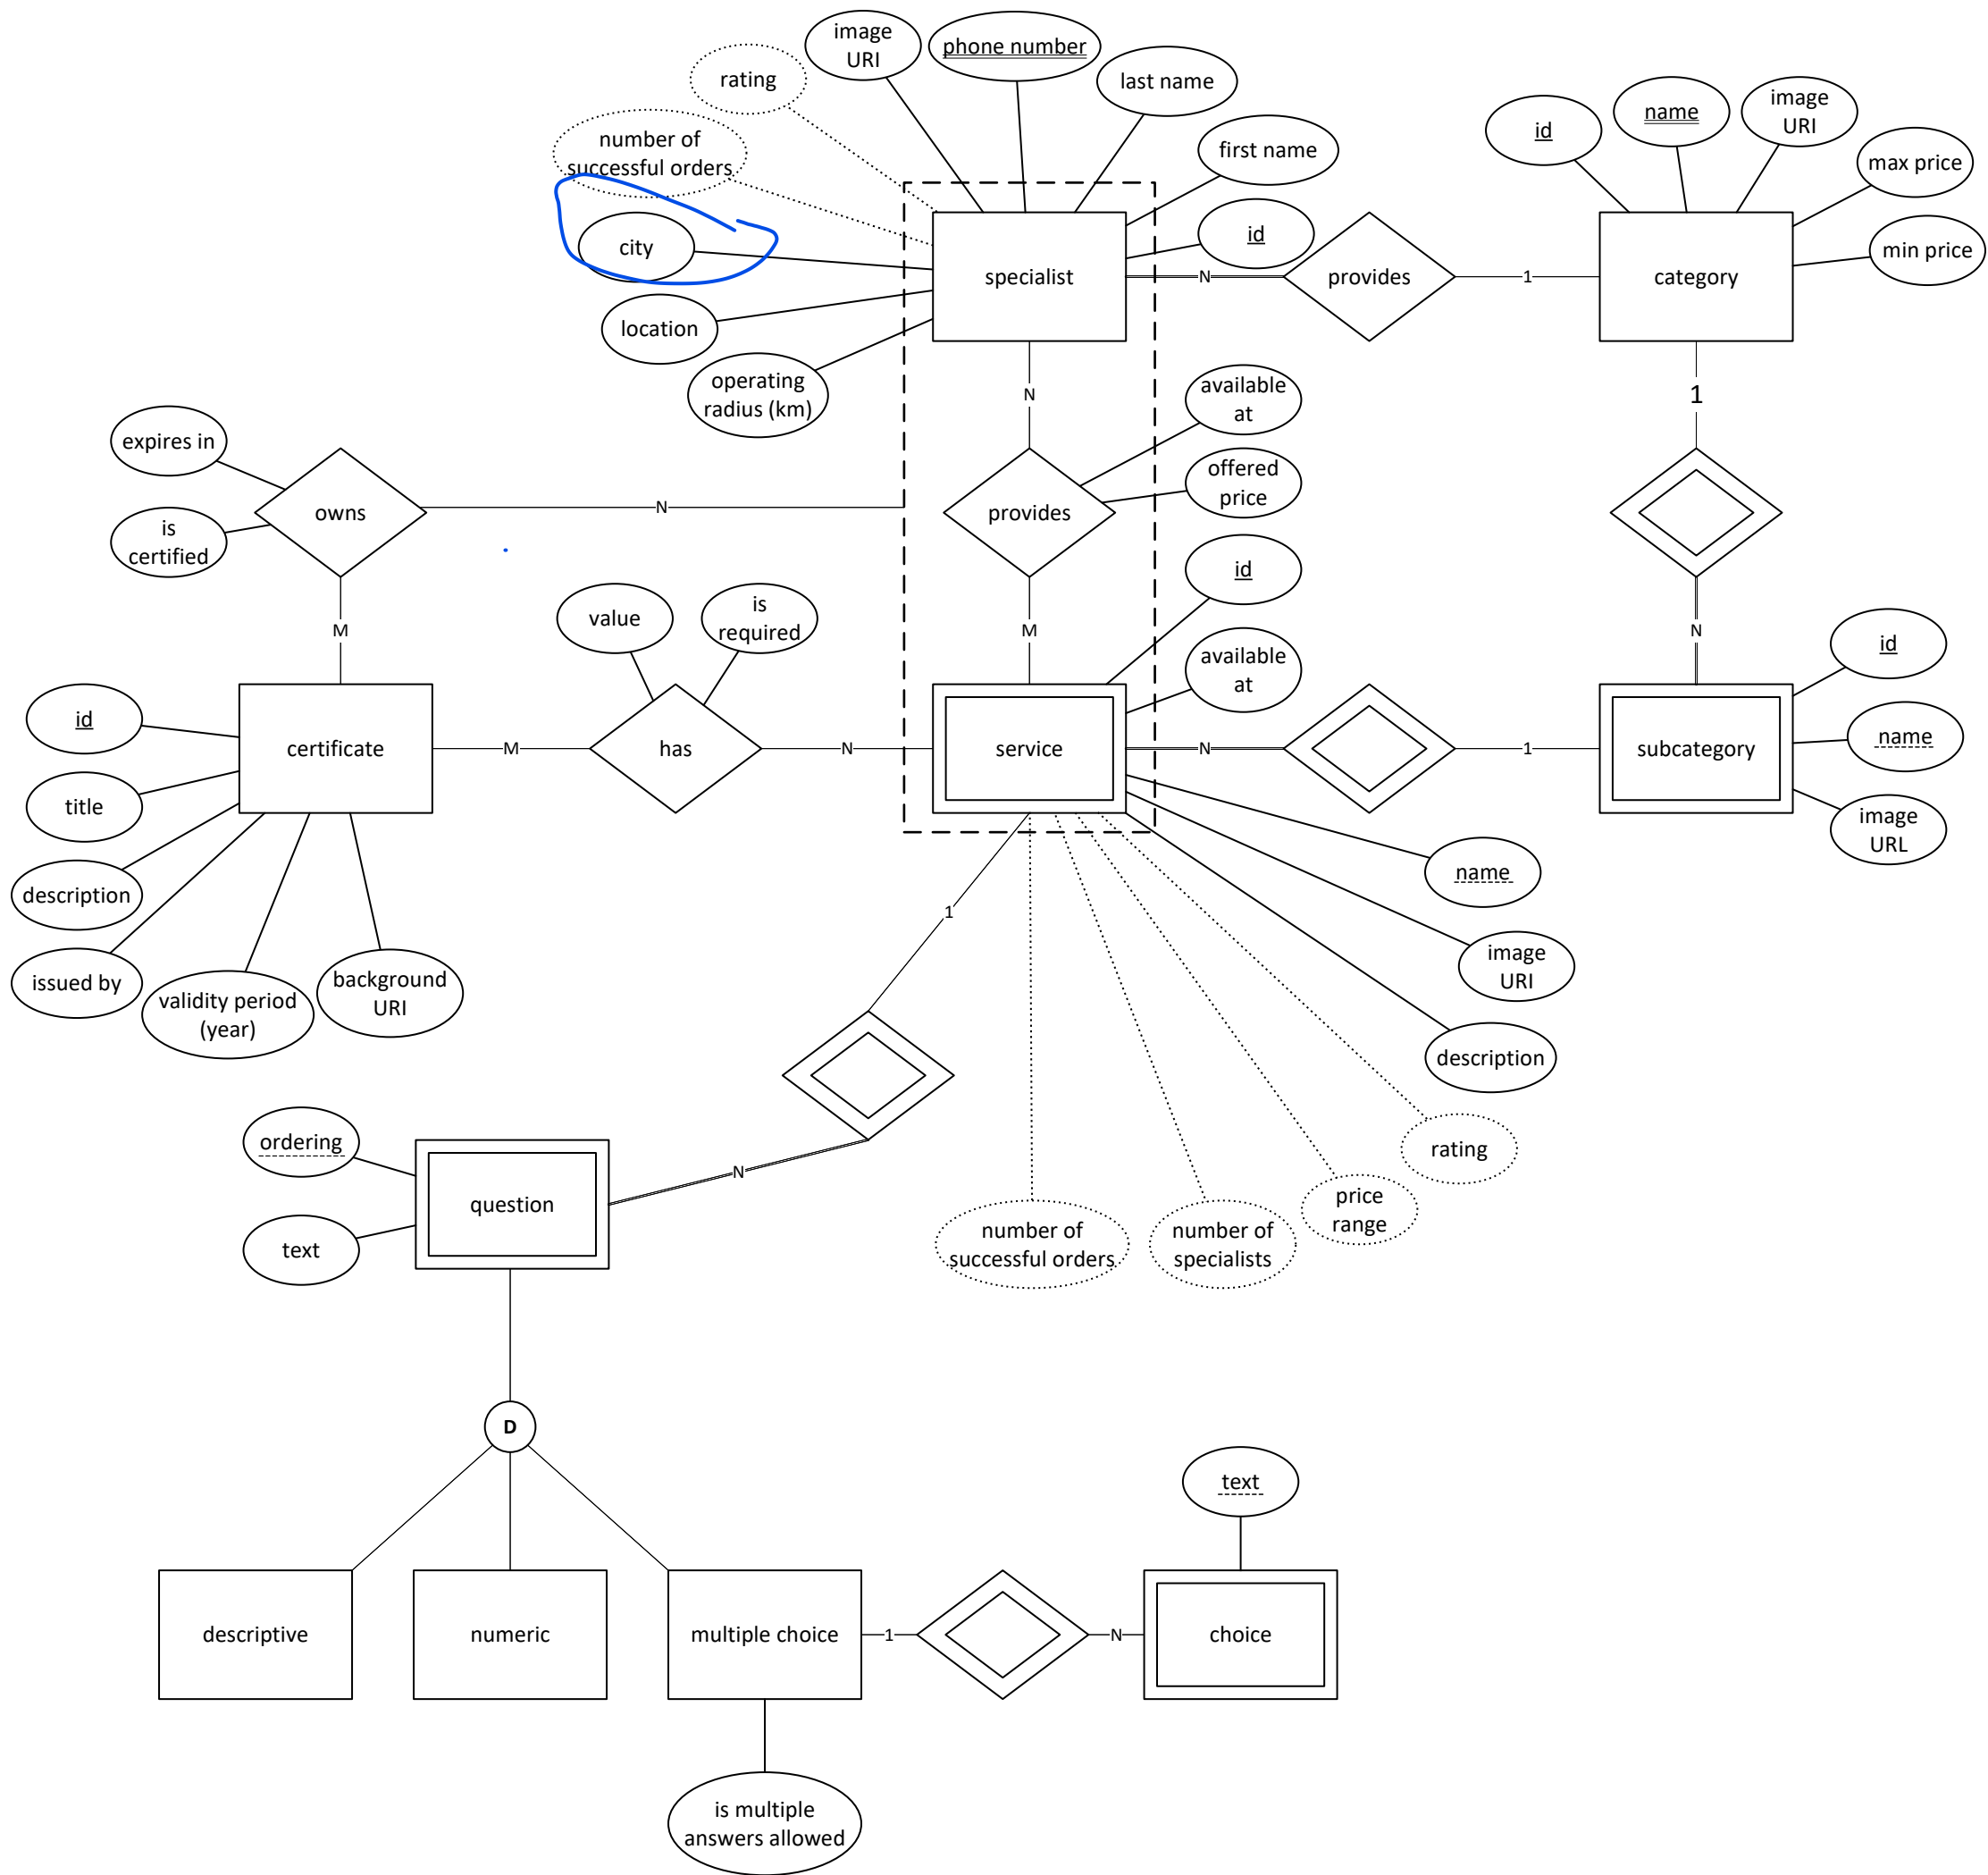 image
URI
phone number
rating
last name
number of
successful orders
first name
city
id
specialist
location
operating
radius (km)
N
provides
1
id
name
image
URI
max price
min price
category
1
N
available
at
offered
price
provides
M
expires in
is
certified
owns
N
M
value
is
required
id
available
at
N
id
name
image
URL
subcategory
id
title
description
issued by
validity period
(year)
background
URI
certificate
M
has
N
service
N
1
name
image
URI
description
rating
price
range
number of
specialists
number of
successful orders
1
N
ordering
text
question
D
descriptive
numeric
multiple choice
1
N
choice
text
is multiple
answers allowed